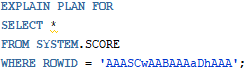 EXPLAIN PLAN FOR
SELECT *
FROM SYSTEM.SCORE
WHERE ROWID = 'AAASCwAABAAAaDhAAA';